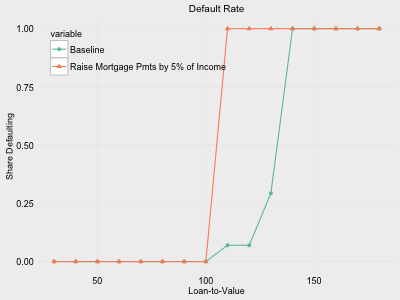 Default Rate
variable
Baseline
Raise Mortgage Pmts by 5% of Income
1.00
0.75
0.50
0.25
0.00
Share Defaulting
50
100
150
Loan-to-Value